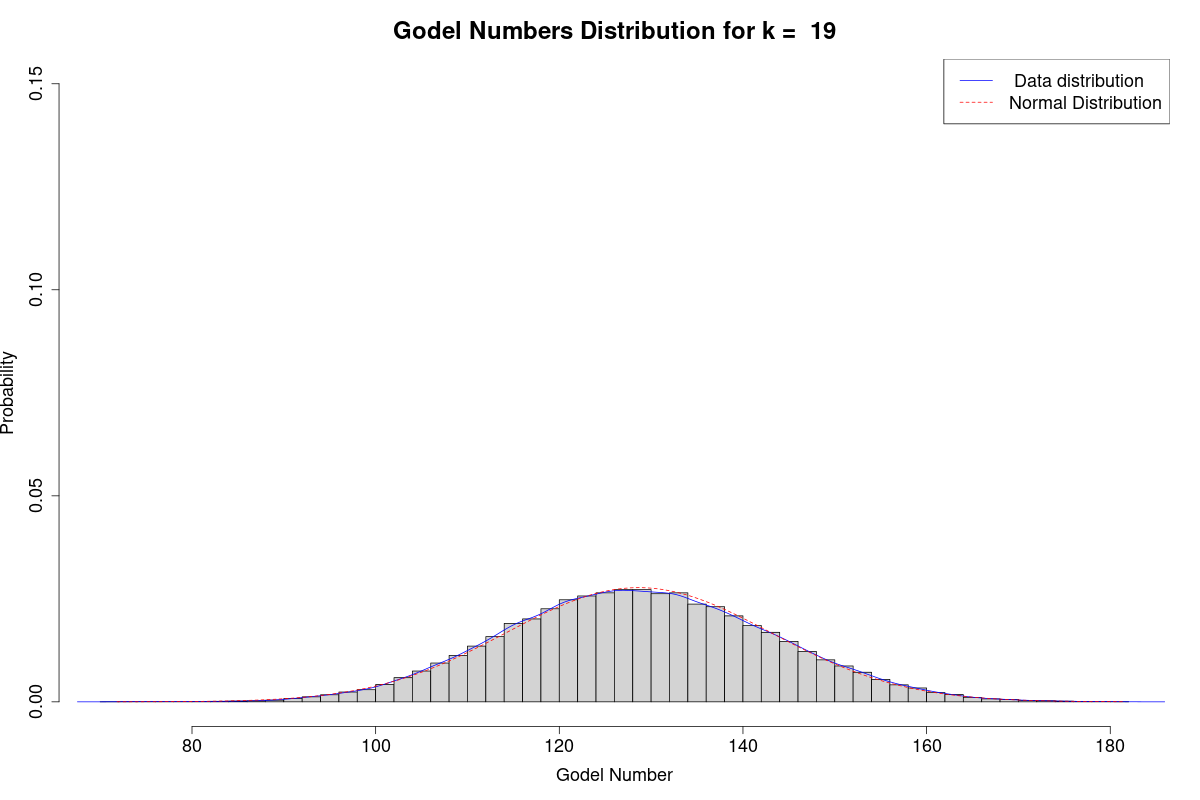 Godel Numbers Distribution for k =  19
Data distribution
Normal Distribution
Probability
0.15
0.10
0.05
0.00
80 100 120 140 160 180
Godel Number